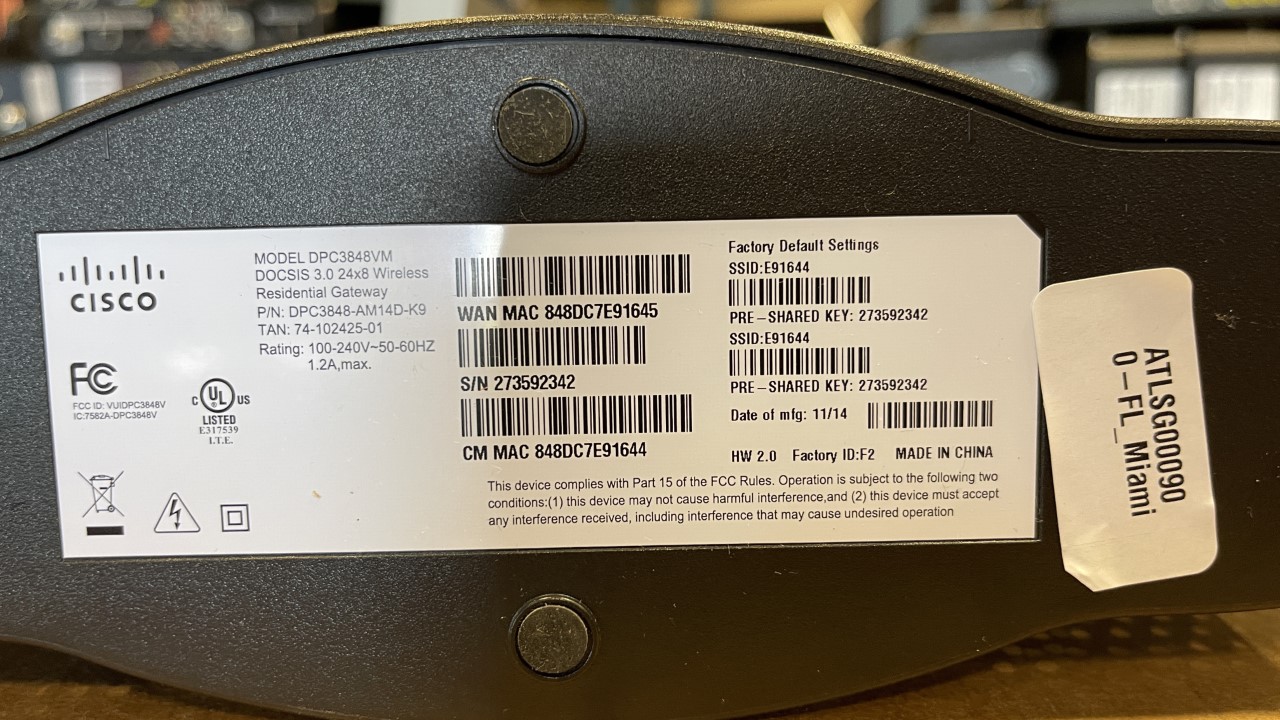 CISCO
MODEL DPC3848VM
DOCSIS 3.0 24x8 Wireless
Residential Gateway
P/N: DPC3848-AM14D-K9
TAN: 74-102425-01
Rating: 100-240V~50-60HZ
1.2A,max.
FC
FCC ID: VUIDPC3848V
IC:7582A-DPC3848V
C UL US
LISTED
E317539
I.T.E.
WAN MAC 848DC7E91645
S/N 273592342
CM MAC 848DC7E91644
Factory Default Settings
SSID:E91644
PRE-SHARED KEY: 273592342
SSID:E91644
PRE-SHARED KEY: 273592342
Date of mfg: 11/14
HW 2.0 Factory ID:F2 MADE IN CHINA
This device complies with Part 15 of the FCC Rules. Operation is subject to the following two
conditions:(1) this device may not cause harmful interference,and (2) this device must accept
any interference received, including interference that may cause undesired operation
ATLSG00090
0-FL_Miami